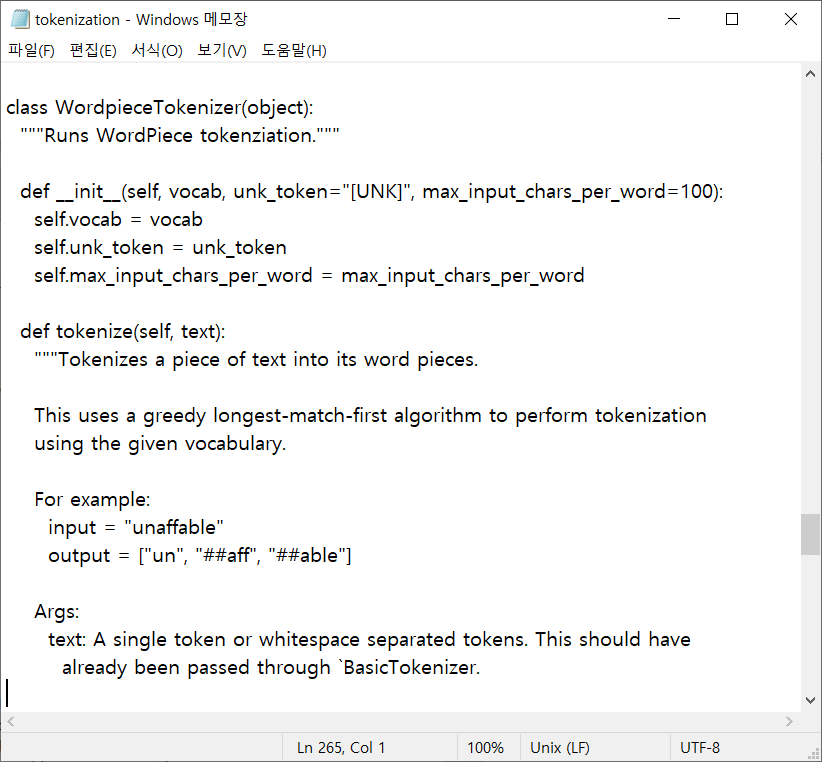 tokenization - Windows 메모장
파일(F) 편집(E) 서식(O) 보기(V) 도움말(H)
class WordpieceTokenizer(object):
"""Runs WordPiece tokenziation."""
def __init__(self, vocab, unk_token="[UNK]", max_input_chars_per_word=100):
self.vocab = vocab
self.unk_token = unk_token
self.max_input_chars_per_word = max_input_chars_per_word
def tokenize(self, text):
"""Tokenizes a piece of text into its word pieces.
This uses a greedy longest-match-first algorithm to perform tokenization
using the given vocabulary.
For example:
input = "unaffable"
output = ["un", "##aff", "##able"]
Args:
text: A single token or whitespace separated tokens. This should have
already been passed through `BasicTokenizer.
Ln 265, Col 1 100% Unix (LF) UTF-8